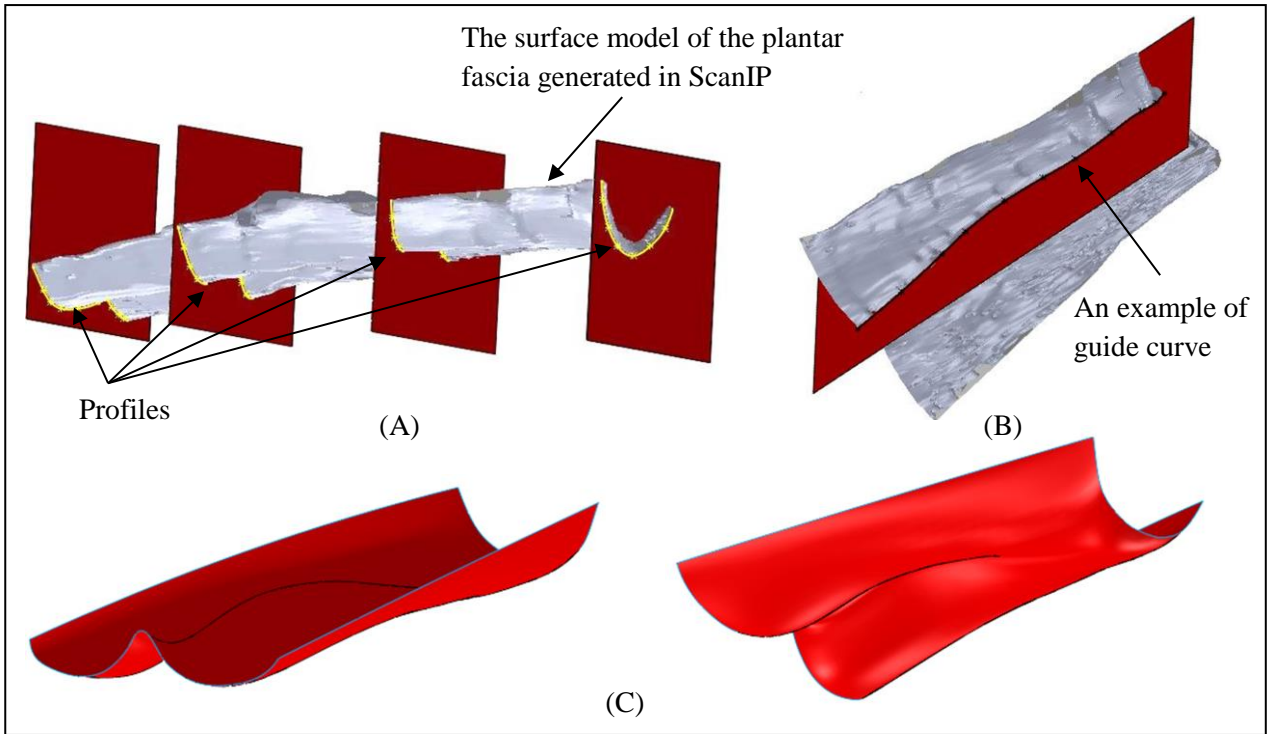 The surface model of the plantar
fascia generated in ScanIP
Profiles
(A)
An example of
guide curve
(B)
(C)